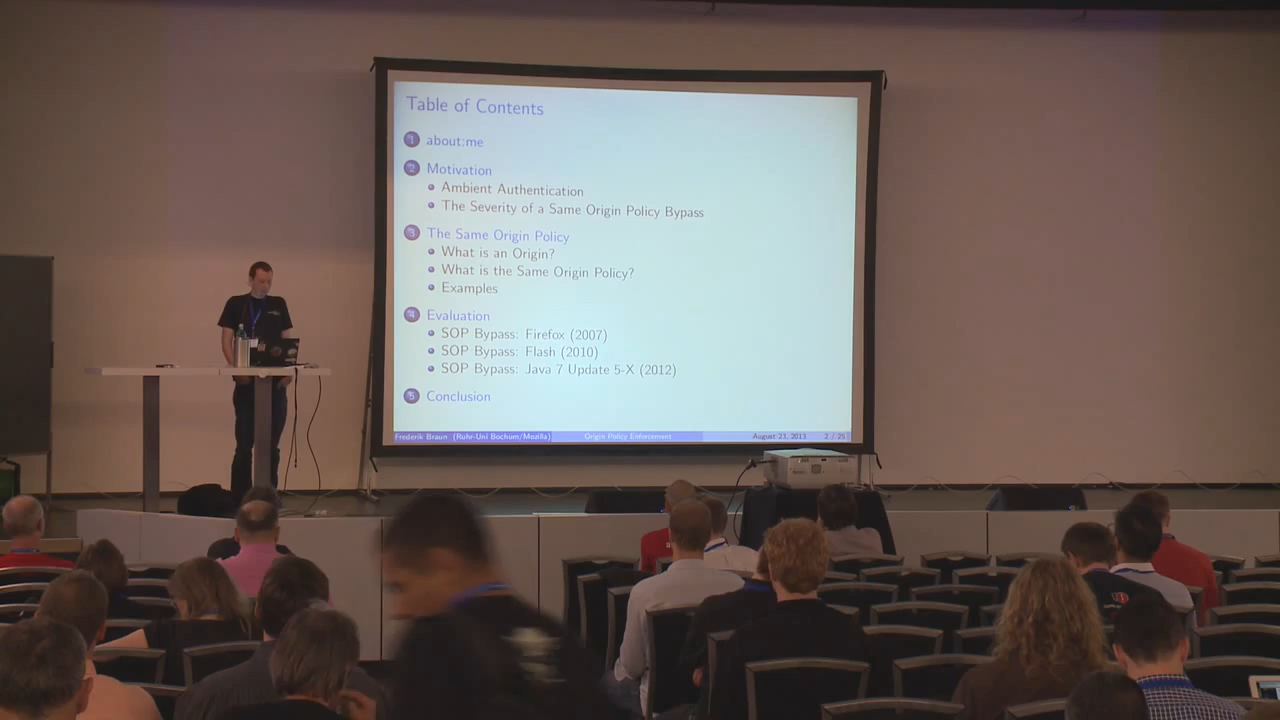 Table of Contents
1 about:me
2 Motivation
Ambient Authentication
The Severity of a Same Origin Policy Bypass
3 The Same Origin Policy
What is an Origin?
What is the Same Origin Policy?
Examples
4 Evaluation
SOP Bypass: Firefox (2007)
SOP Bypass: Flash (2010)
SOP Bypass: Java 7 Update 5-X (2012)
5 Conclusion
Frederik Braun (Ruhr-Uni Bochum/Mozilla) Origin Policy Enforcement August 23, 2013 2 / 25